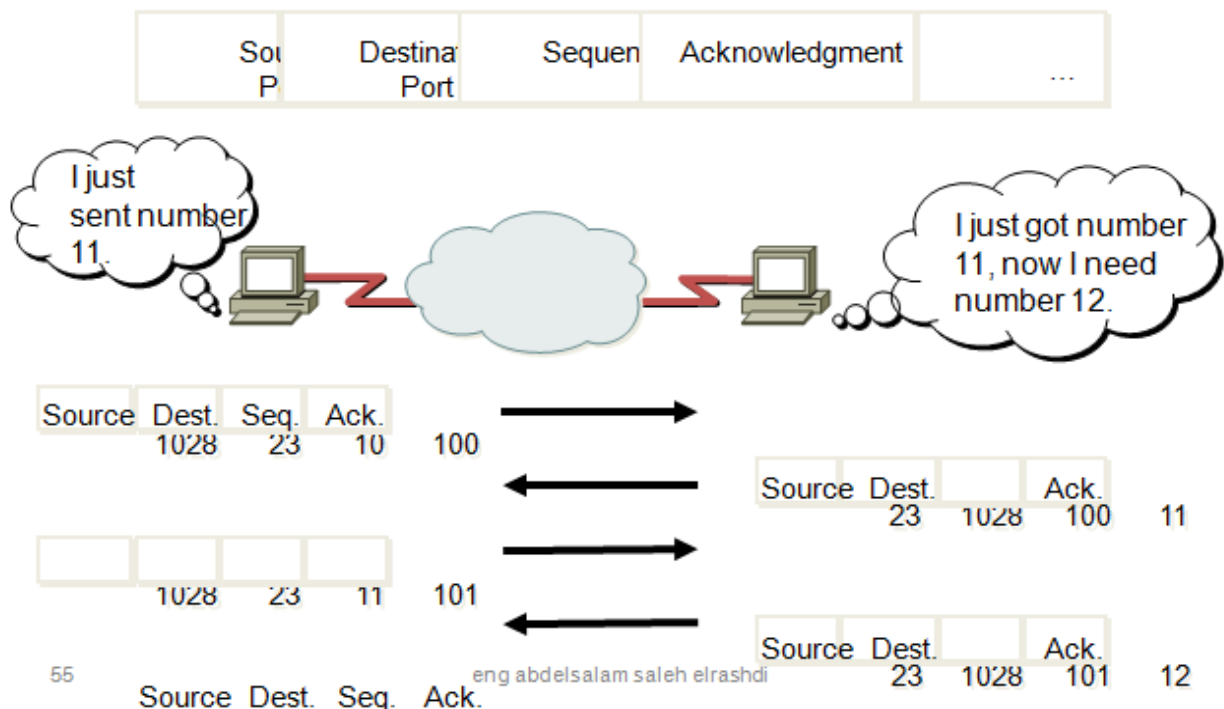 Sou Destinat Sequen Acknowledgment ...
P Port
I just
sent number
11.
I just got number
11, now I need
number 12.
Source Dest. Seq. Ack.
1028 23 10 100
Source Dest. Ack.
23 1028 100 11
1028 23 11 101
Source Dest. Ack.
23 1028 101 12
55 eng abdelsalam saleh elrashdi
Source Dest. Seq. Ack.